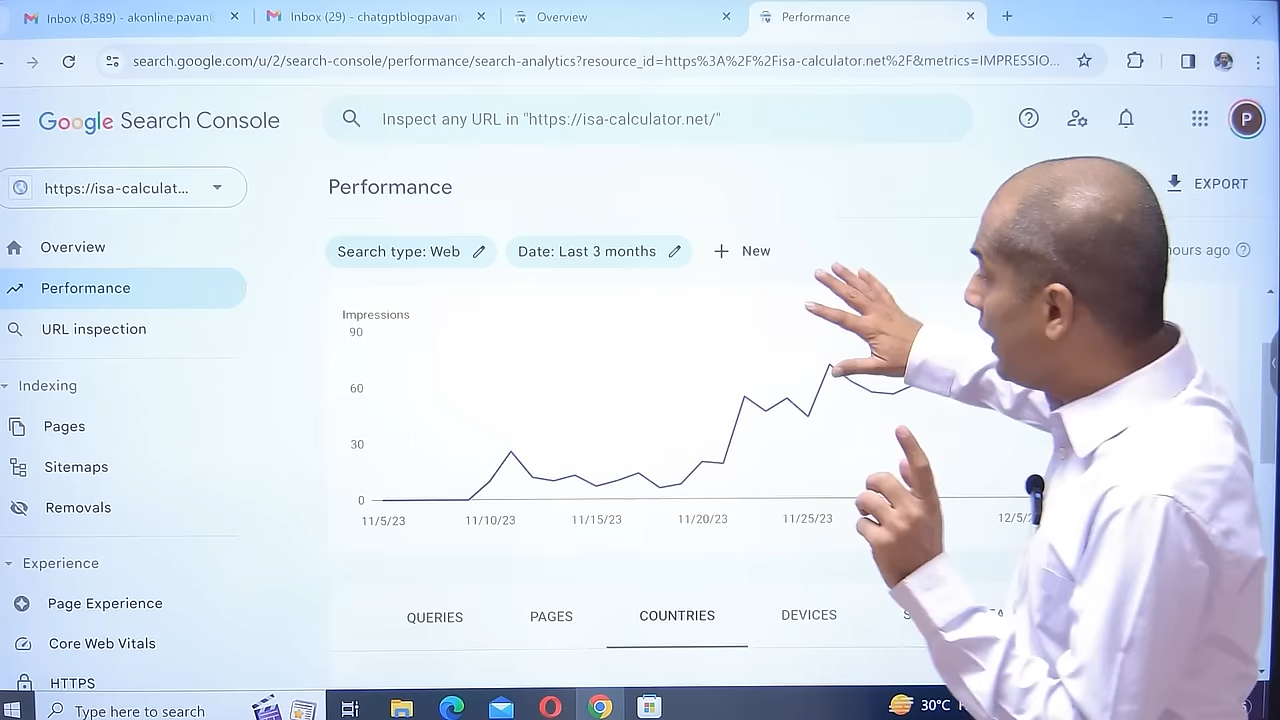 Inbox (8,389) - akonline.pavan@
Inbox (29) - chatgptblogpavan
Overview
Performance
search.google.com/u/2/search-console/performance/search-analytics?resource_id=https%3A%2F%2Fisa-calculator.net%2F&metrics=IMPRESSIO...
Google Search Console
Inspect any URL in "https://isa-calculator.net/"
P
https://isa-calculat...
Performance
EXPORT
Overview
Search type: Web
Date: Last 3 months
New
hours ago
Performance
URL inspection
Impressions
90
60
30
0
11/5/23
11/10/23
11/15/23
11/20/23
11/25/23
12/5/2
Indexing
Pages
Sitemaps
Removals
Experience
Page Experience
Core Web Vitals
HTTPS
QUERIES
PAGES
COUNTRIES
DEVICES
Type here to sea
30°C